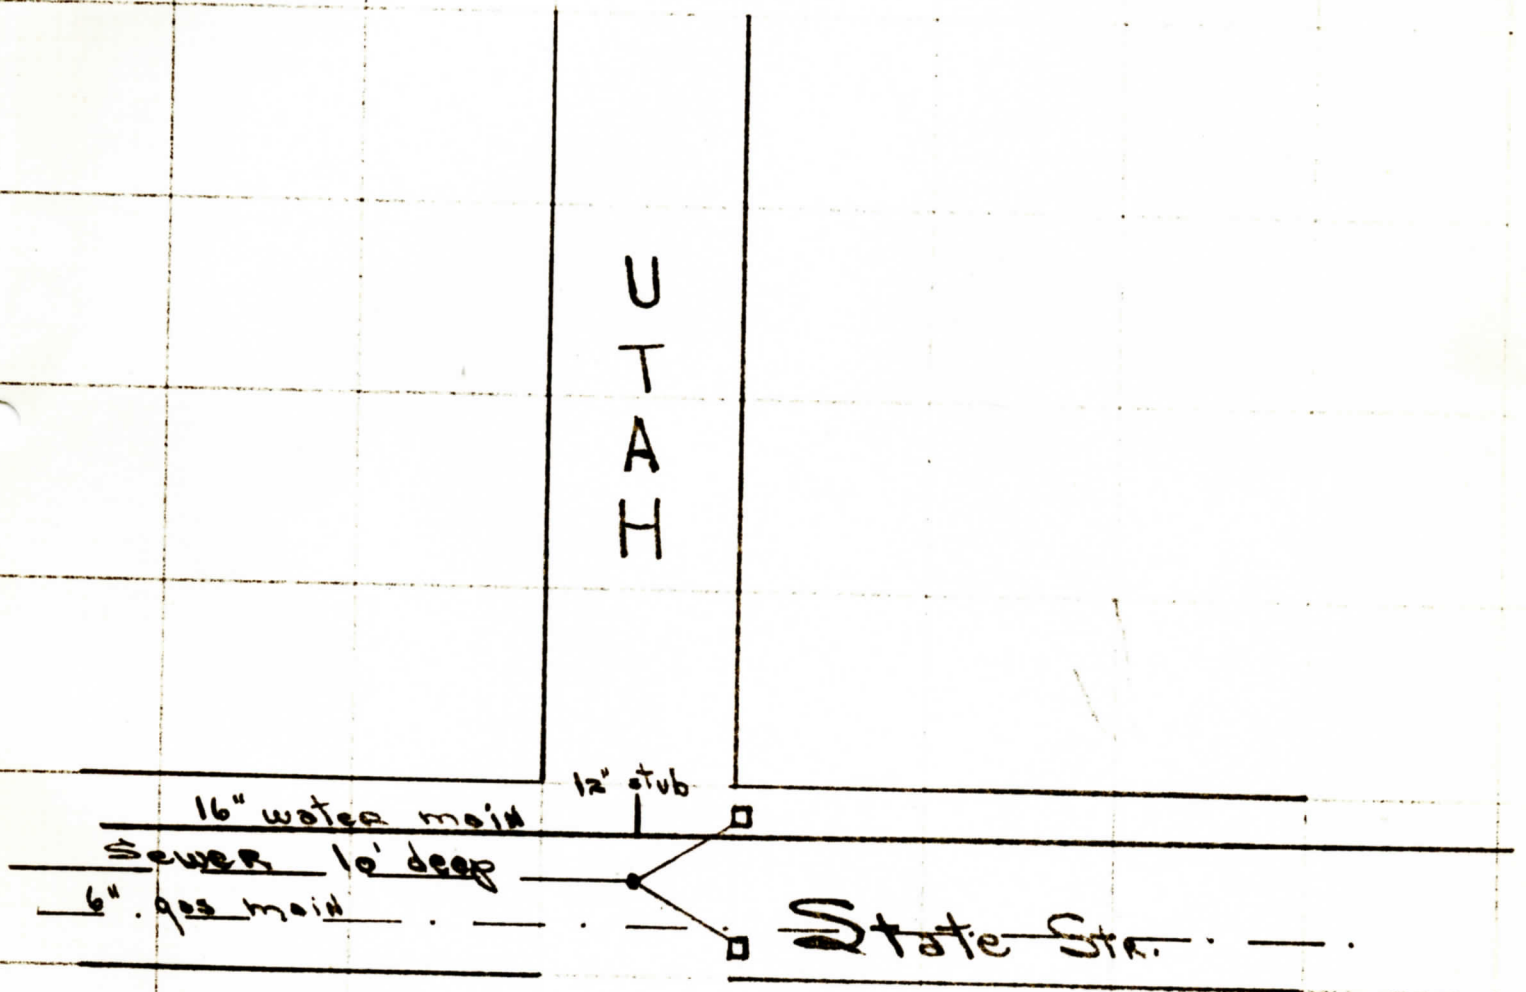 UTAH
12" stub
16" water main
Sewer 10' deep
6" gas main
State Str.